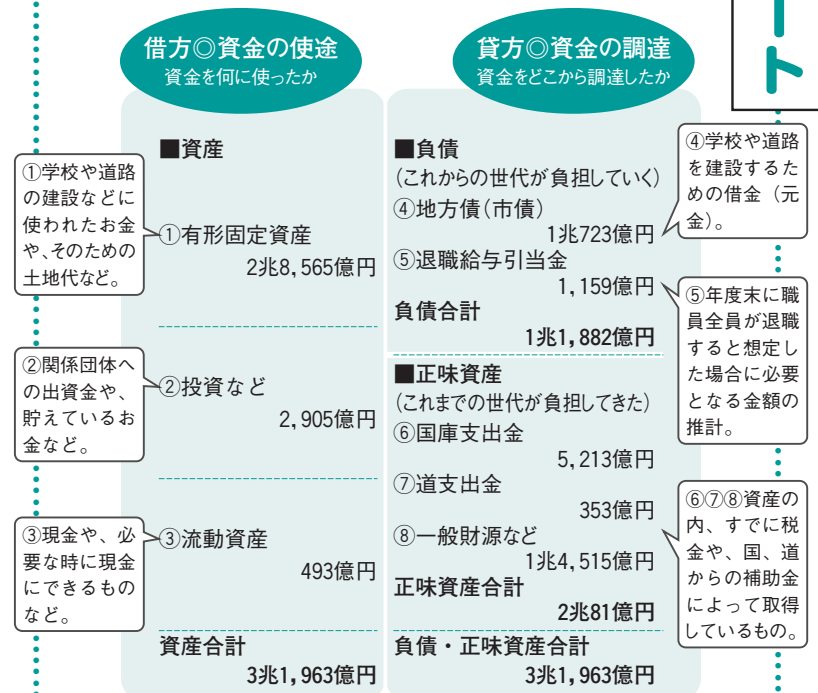 ート
借方◎資金の使途
資金を何に使ったか
貸方◎資金の調達
資金をどこから調達したか
■資産
①学校や道路
の建設などに
使われたお金
や、そのための
土地代など。
①有形固定資産
2兆8,565億円
②関係団体へ
の出資金や、
貯えているお
金など。
②投資など
2,905億円
③現金や、必
要な時に現金
にできるもの
など。
③流動資産
493億円
資産合計
3兆1,963億円
■負債
(これからの世代が負担していく)
④地方債(市債)
1兆723億円
④学校や道路
を建設するた
めの借金（元
金）。
⑤退職給与引当金
1,159億円
⑤年度末に職
員全員が退職
すると想定し
た場合に必要
となる金額の
推計。
負債合計
1兆1,882億円
■正味資産
(これまでの世代が負担してきた)
⑥国庫支出金
5,213億円
⑦道支出金
353億円
⑧一般財源など
1兆4,515億円
⑥⑦⑧資産の
内、すでに税
金や、国、道
からの補助金
によって取得
しているもの。
正味資産合計
2兆81億円
負債・正味資産合計
3兆1,963億円